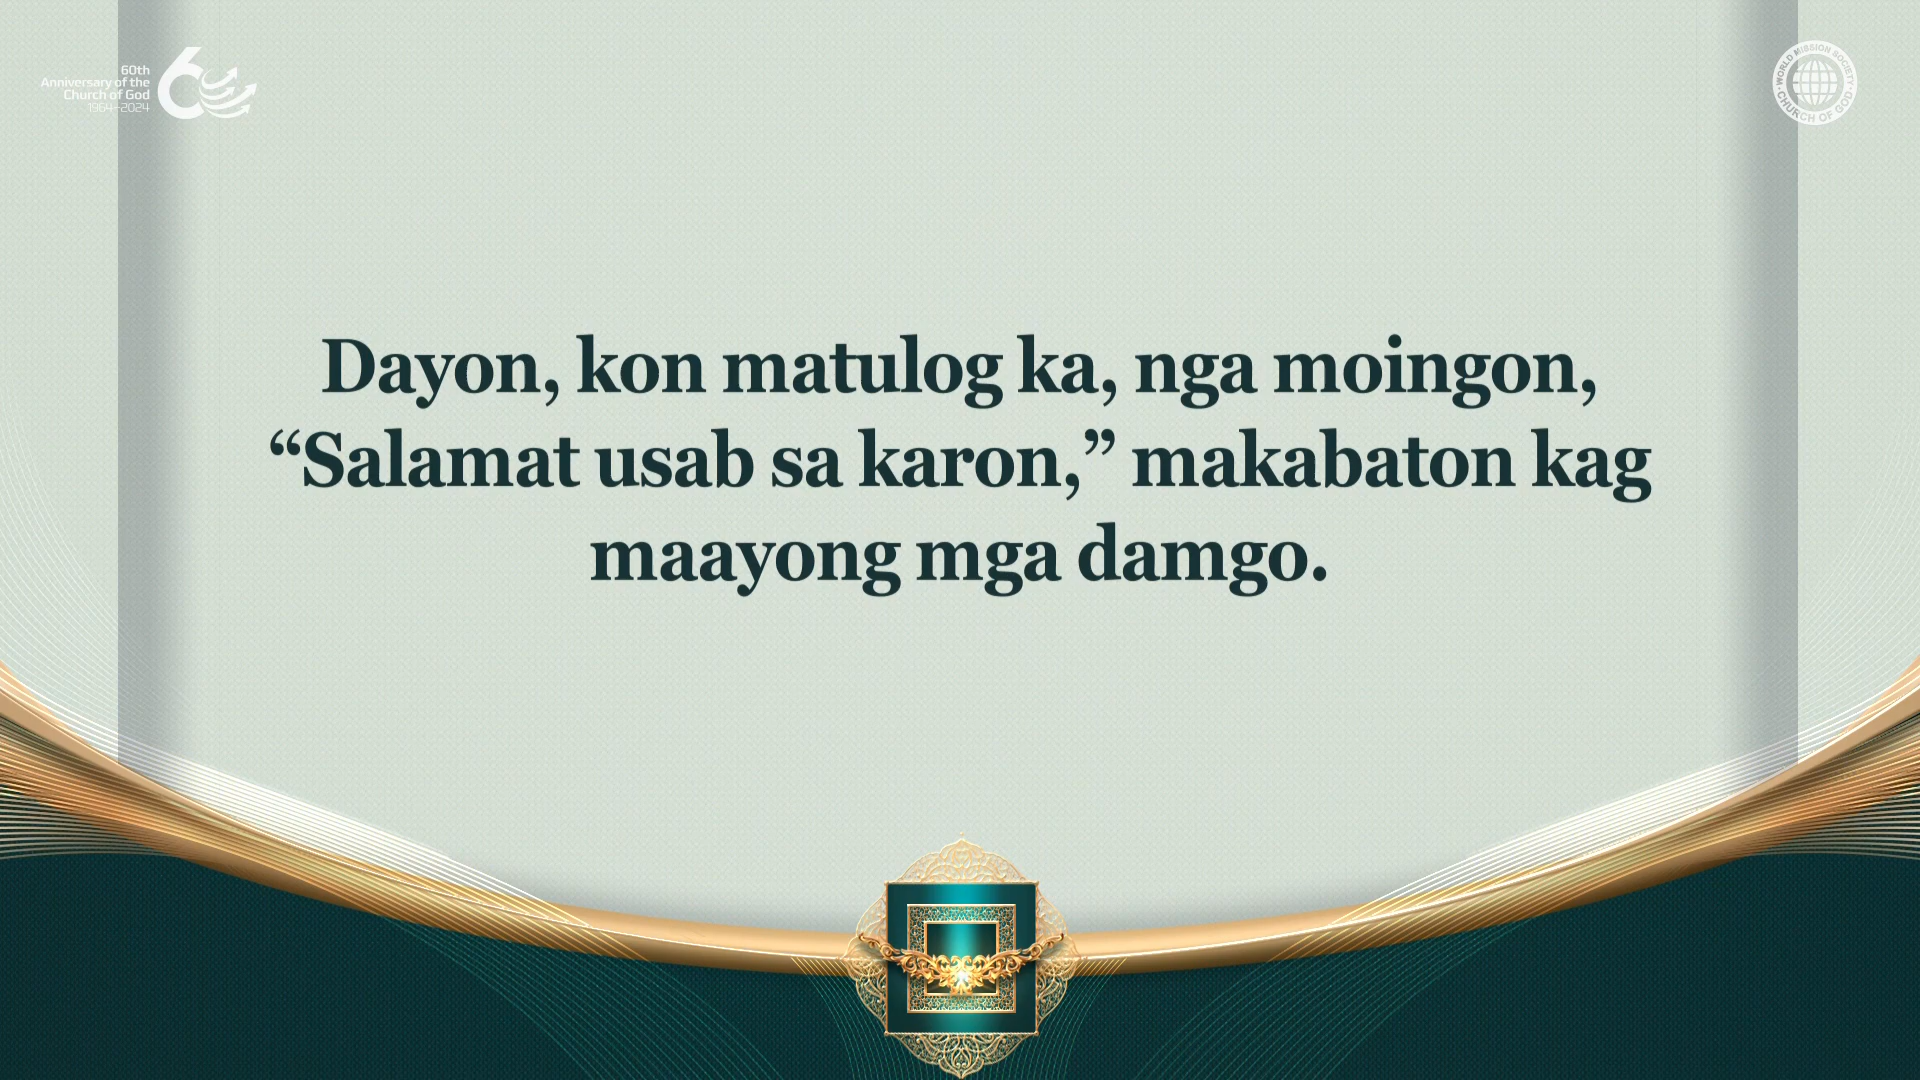 60th
Anniversary of the
Church of God
1964–2024
60
WORLD MISSION SOCIETY
CHURCH OF GOD
Dayon, kon matulog ka, nga moingon,
“Salamat usab sa karon,” makabaton kag
maayong mga damgo.